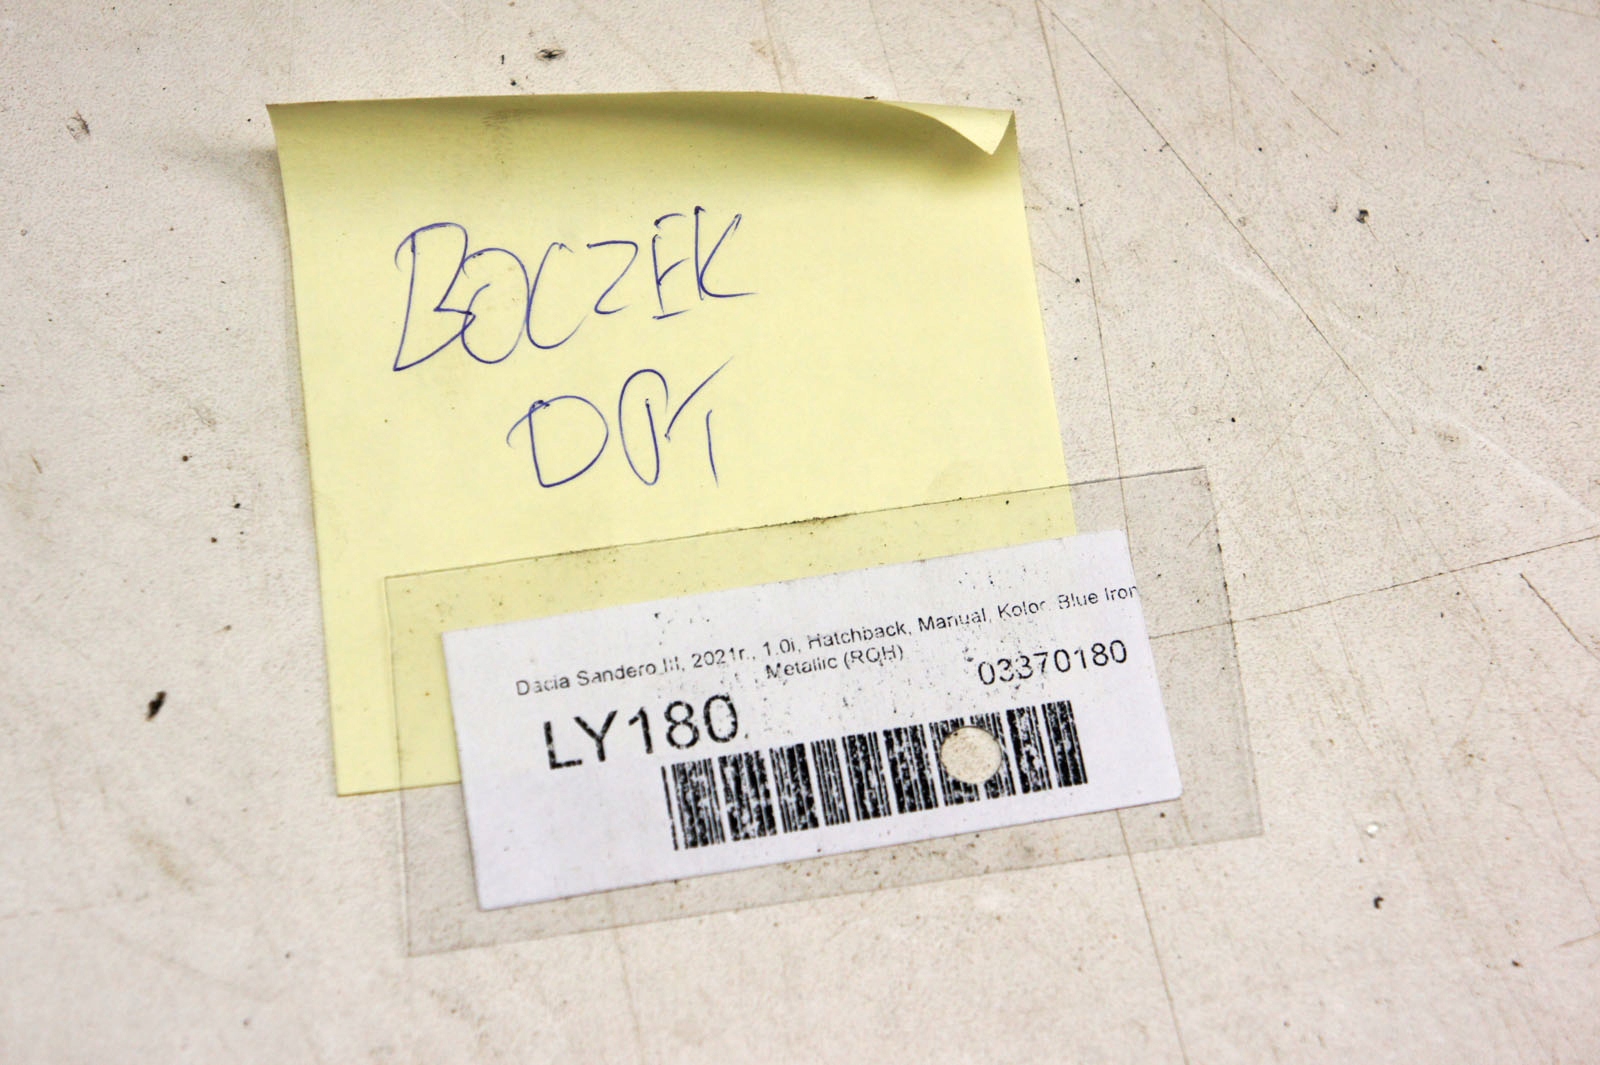 BOCZEK
DPT
Dacia Sandero III, 2021r., 1.0i, Hatchback, Manual, Kolor: Blue Iron
Metallic (RQH)
03370180
LY180